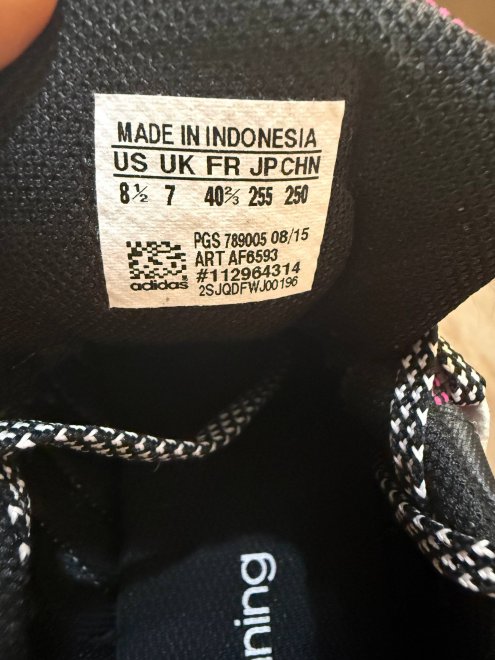 MADE IN INDONESIA
US UK FR JP CHN
8½ 7 40⅔ 255 250
PGS 789005 08/15
ART AF6593
#112964314
2SJQDFWJ00196
adidas
ning